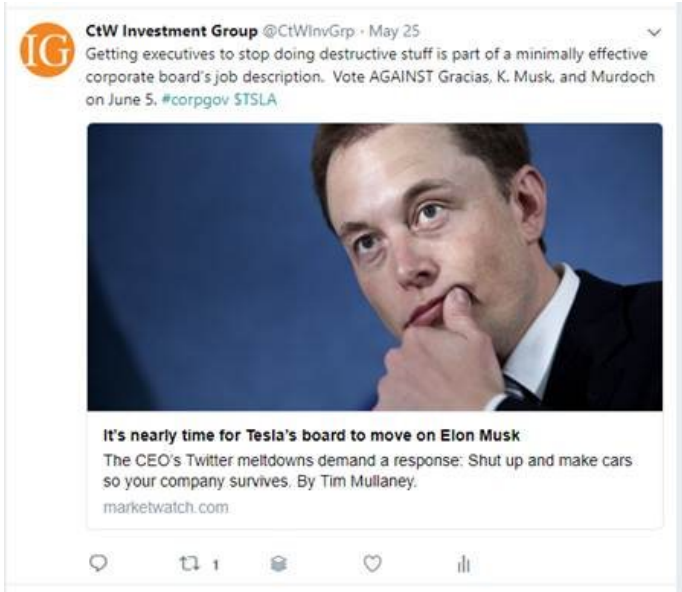 IG
CtW Investment Group @CtWInvGrp · May 25
Getting executives to stop doing destructive stuff is part of a minimally effective
corporate board's job description. Vote AGAINST Gracias, K. Musk, and Murdoch
on June 5. #corpgov $TSLA
It's nearly time for Tesla's board to move on Elon Musk
The CEO's Twitter meltdowns demand a response: Shut up and make cars
so your company survives. By Tim Mullaney.
marketwatch.com
1